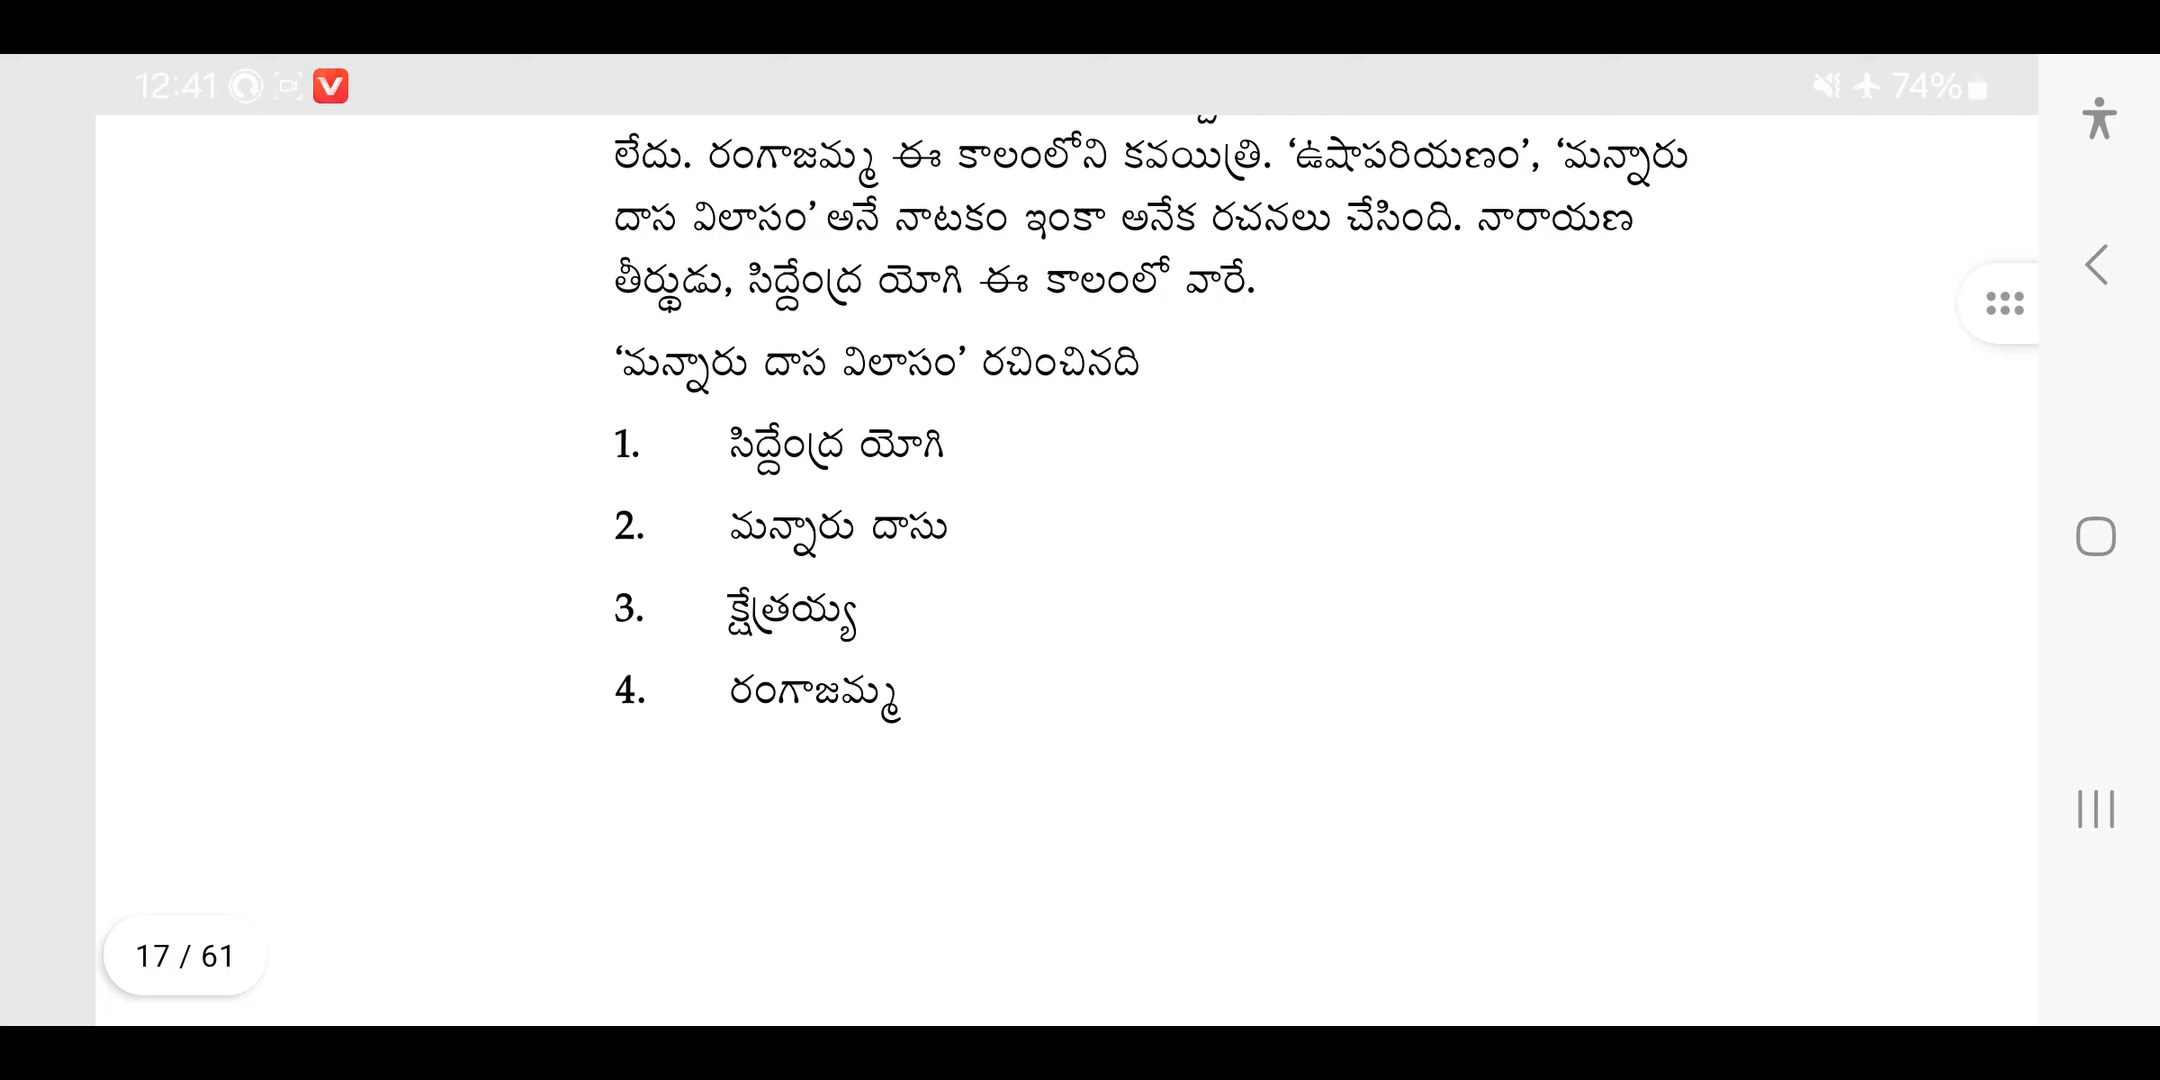 12:41
74%
లేదు. రంగాజమ్మ ఈ కాలంలోని కవయిత్రి. ‘ఉషాపరియణం’, ‘మన్నారు
దాస విలాసం’ అనే నాటకం ఇంకా అనేక రచనలు చేసింది. నారాయణ
తీర్థుడు, సిద్దేంద్ర యోగి ఈ కాలంలో వారే.
‘మన్నారు దాస విలాసం’ రచించినది
1. సిద్దేంద్ర యోగి
2. మన్నారు దాసు
3. క్షేత్రయ్య
4. రంగాజమ్మ
17 / 61